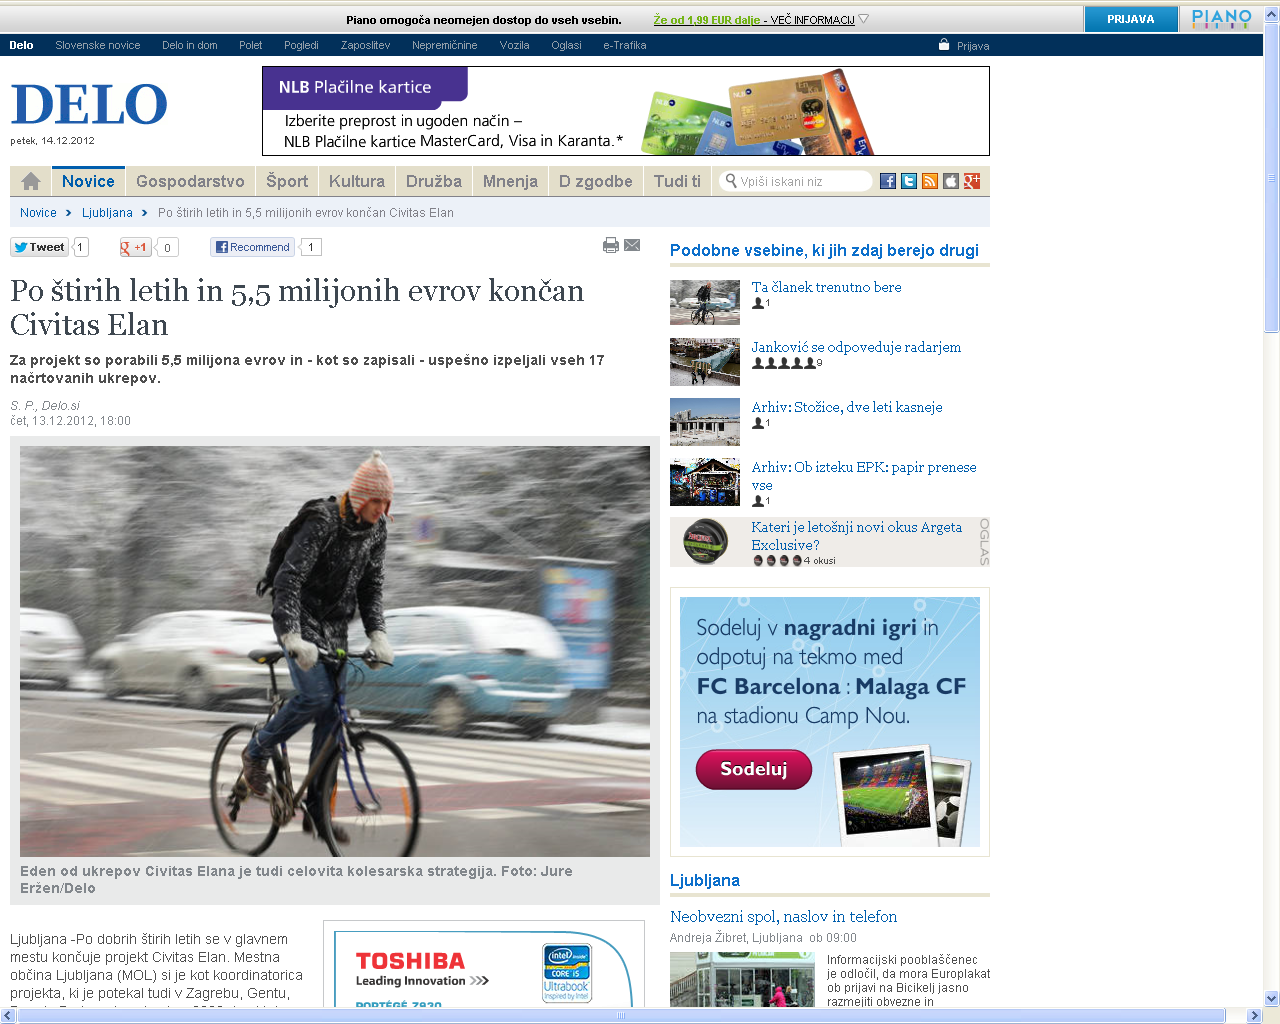 Piano omogoča neomejen dostop do vseh vsebin.
Že od 1,99 EUR dalje - VEČ INFORMACIJ
PRIJAVA
PIANO
Delo Slovenske novice Delo in dom Polet Pogledi Zaposlitev Nepremičnine Vozila Oglasi e-Trafika
Prijava
DELO
petek, 14.12.2012
NLB Plačilne kartice
Izberite preprost in ugoden način –
NLB Plačilne kartice MasterCard, Visa in Karanta.*
Novice Gospodarstvo Šport Kultura Družba Mnenja D zgodbe Tudi ti
Vpiši iskani niz
Novice Ljubljana Po štirih letih in 5,5 milijonih evrov končan Civitas Elan
Tweet 1
+1 0
Recommend 1
Po štirih letih in 5,5 milijonih evrov končan
Civitas Elan
Za projekt so porabili 5,5 milijona evrov in - kot so zapisali - uspešno izpeljali vseh 17
načrtovanih ukrepov.
S. P., Delo.si
čet, 13.12.2012, 18:00
Eden od ukrepov Civitas Elana je tudi celovita kolesarska strategija. Foto: Jure
Eržen/Delo
Ljubljana -Po dobrih štirih letih se v glavnem
mestu končuje projekt Civitas Elan. Mestna
občina Ljubljana (MOL) si je kot koordinatorica
projekta, ki je potekal tudi v Zagrebu, Gentu,
TOSHIBA
Leading Innovation >>>
intel inside
CORE i5
Ultrabook
Inspired by Intel
PORTÉGÉ Z930
Podobne vsebine, ki jih zdaj berejo drugi
Ta članek trenutno bere
1
Janković se odpoveduje radarjem
9
Arhiv: Stožice, dve leti kasneje
1
Arhiv: Ob izteku EPK: papir prenese
vse
1
Kateri je letošnji novi okus Argeta
Exclusive?
4 okusi
OGLAS
Sodeluj v nagradni igri in
odpotuj na tekmo med
FC Barcelona : Malaga CF
na stadionu Camp Nou.
Sodeluj
Ljubljana
Neobvezni spol, naslov in telefon
Andreja Žibret, Ljubljana ob 09:00
Informacijski pooblaščenec
je odločil, da mora Europlakat
ob prijavi na Bicikelj jasno
razmejiti obvezne in